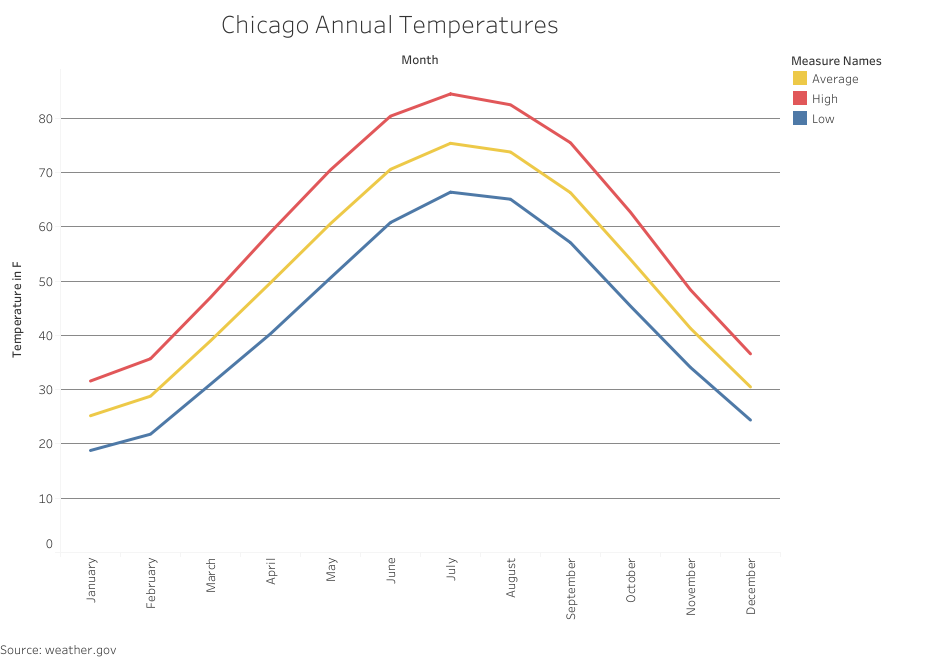 Chicago Annual Temperatures
Month
Measure Names
Average
High
Low
Temperature in F
80
70
60
50
40
30
20
10
0
January
February
March
April
May
June
July
August
September
October
November
December
Source: weather.gov